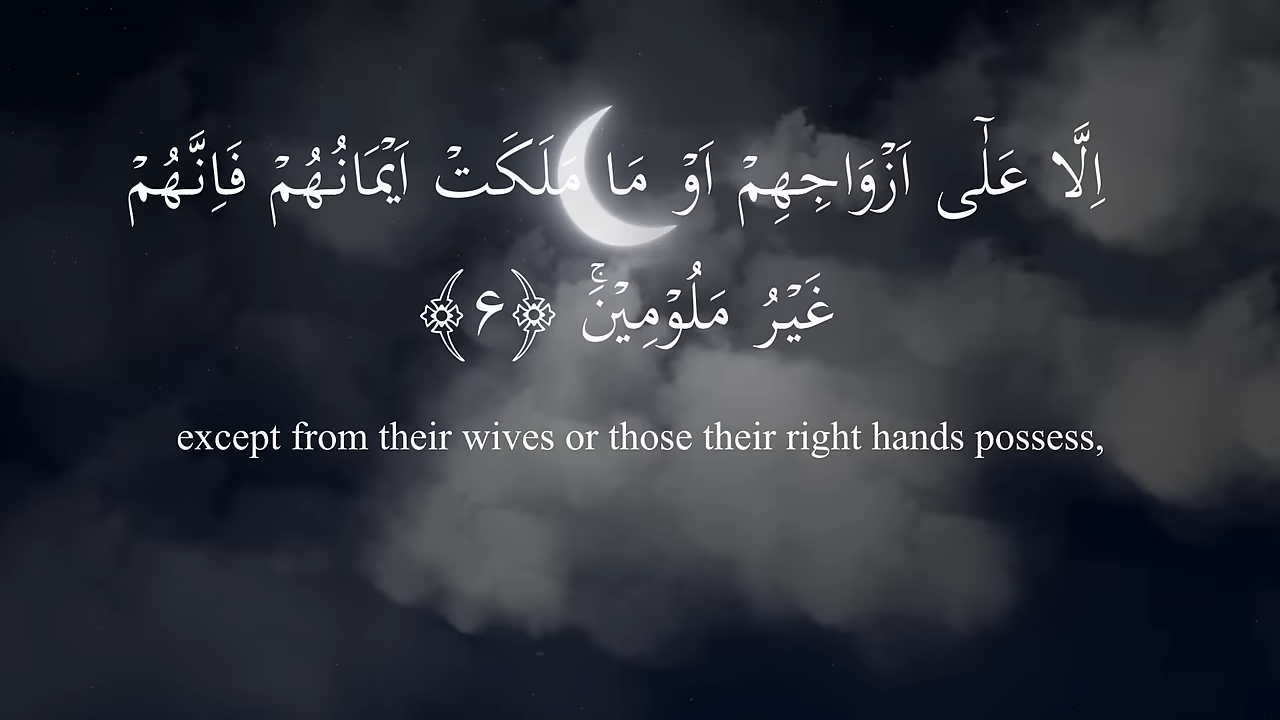 اِلَّا عَلٰٓى اَزْوَاجِهِمْ اَوْ مَا مَلَكَتْ اَيْمَانُهُمْ فَاِنَّهُمْ
غَيْرُ مَلُوْمِيْنَۚ ﴿۶﴾
except from their wives or those their right hands possess,